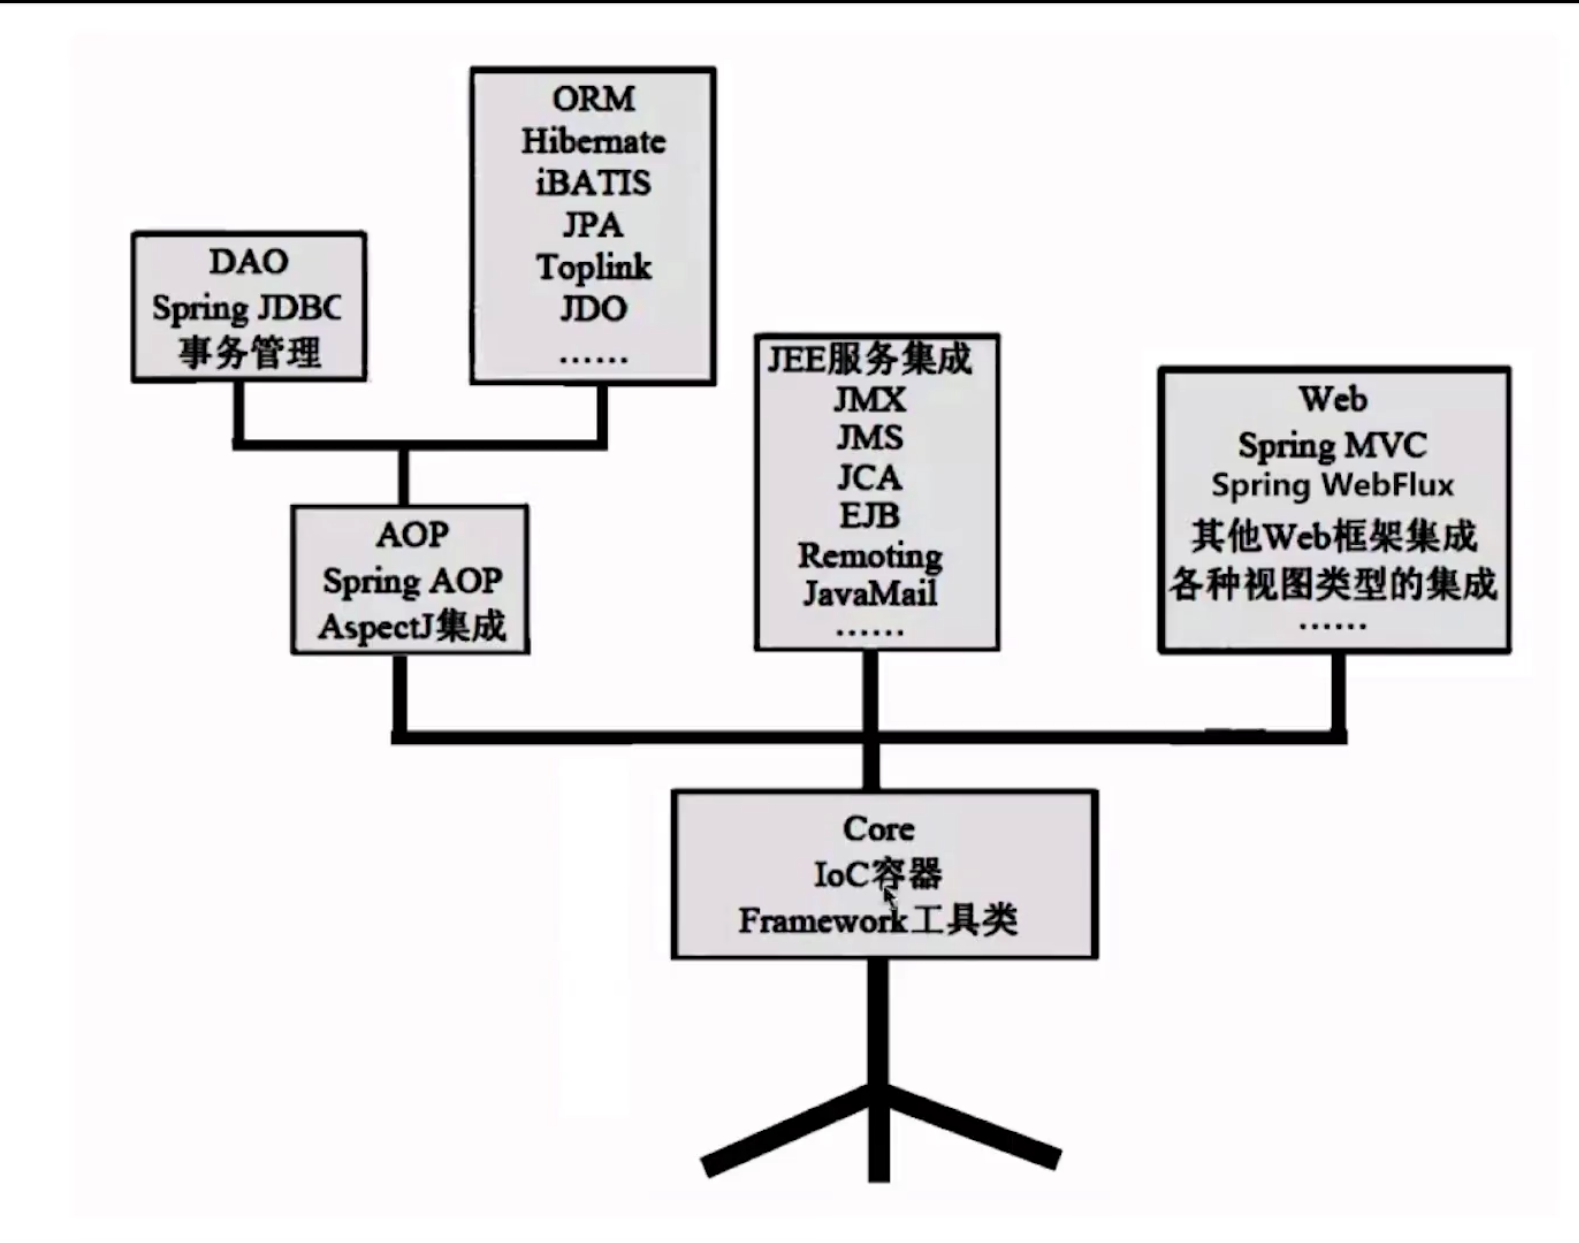 ORM
Hibernate
iBATIS
JPA
Toplink
JDO
......
DAO
Spring JDBC
事务管理
AOP
Spring AOP
AspectJ集成
JEE服务集成
JMX
JMS
JCA
EJB
Remoting
JavaMail
......
Web
Spring MVC
Spring WebFlux
其他Web框架集成
各种视图类型的集成
......
Core
IoC容器
Framework工具类